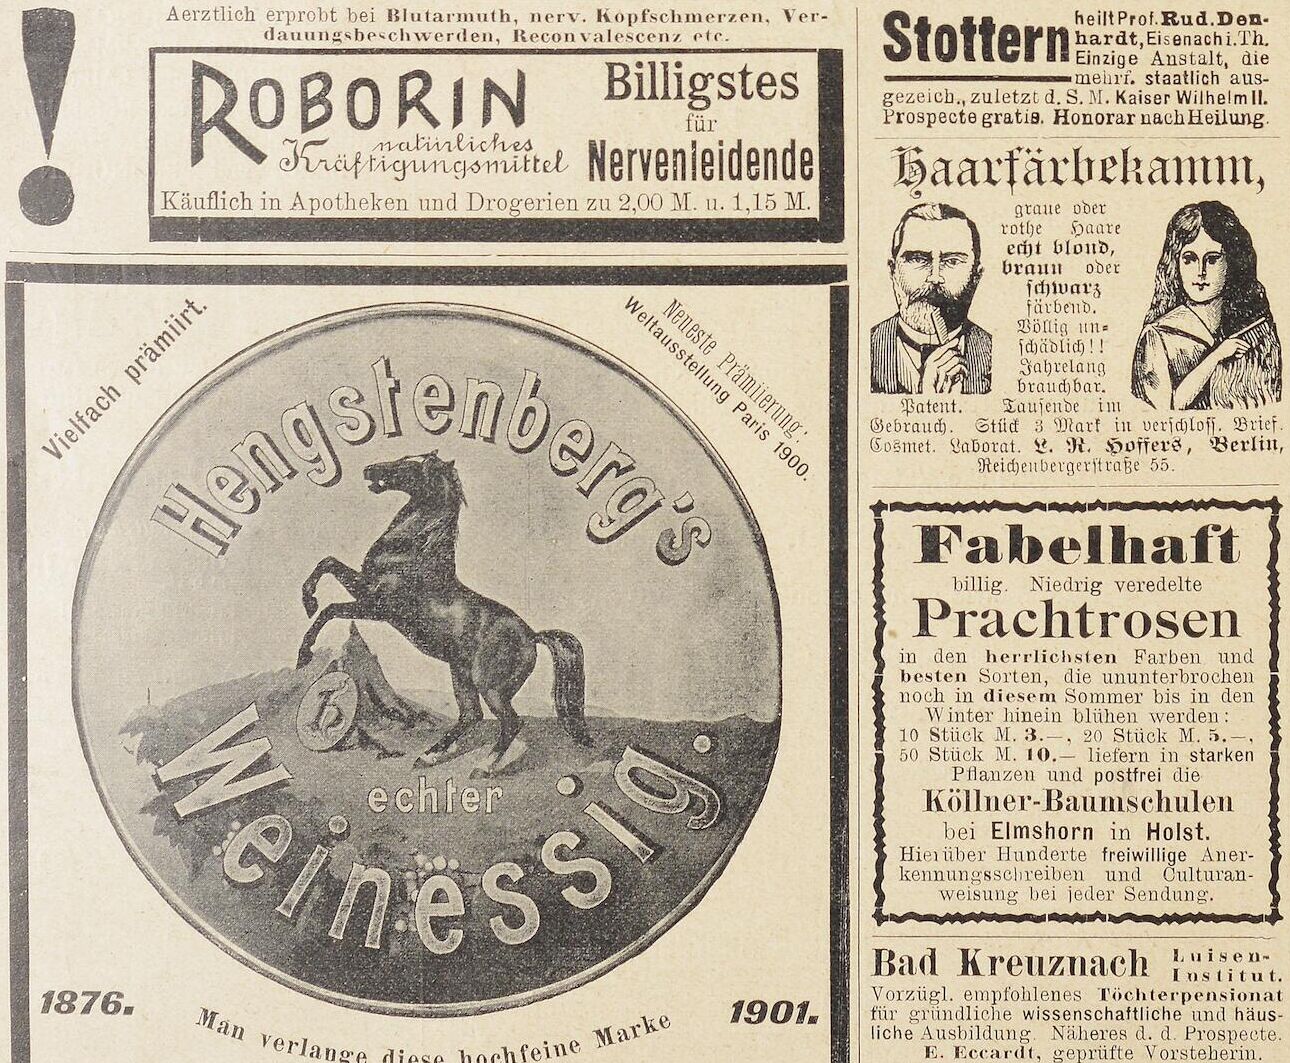 Aerztlich erprobt bei Blutarmuth, nerv. Kopfschmerzen, Ver-
dauungsbeschwerden, Reconvalescenz etc.
!
ROBORIN
natürliches
Kräftigungsmittel
Billigstes
für
Nervenleidende
Käuflich in Apotheken und Drogerien zu 2,00 M. u. 1,15 M.
Vielfach prämiirt.
Neueste Prämiierung:
Weltausstellung Paris 1900.
Hengstenberg's
echter
Weinessig.
1876.
1901.
Man verlange diese hochfeine Marke
Stottern
heilt Prof. Rud. Den-
hardt, Eisenach i. Th.
Einzige Anstalt, die
mehrf. staatlich aus-
gezeich., zuletzt d. S. M. Kaiser Wilhelm II.
Prospecte gratis. Honorar nach Heilung.
Haarfärbekamm,
graue oder
rothe Haare
echt blond,
braun oder
schwarz
färbend.
Völlig un-
schädlich!!
Jahrelang
brauchbar.
Patent. Tausende im
Gebrauch. Stück 3 Mark in verschloss. Brief.
Cosmet. Laborat. L. R. Hoffers, Berlin,
Reichenbergerstraße 55.
Fabelhaft
billig. Niedrig veredelte
Prachtrosen
in den herrlichsten Farben und
besten Sorten, die ununterbrochen
noch in diesem Sommer bis in den
Winter hinein blühen werden:
10 Stück M. 3.—, 20 Stück M. 5.—,
50 Stück M. 10.— liefern in starken
Pflanzen und postfrei die
Köllner-Baumschulen
bei Elmshorn in Holst.
Hierüber Hunderte freiwillige Aner-
kennungsschreiben und Culturan-
weisung bei jeder Sendung.
Bad Kreuznach Luisen-
Institut.
Vorzügl. empfohlenes Töchterpensionat
für gründliche wissenschaftliche und häus-
liche Ausbildung. Näheres d. d. Prospecte.
E. Eccardt, geprüfte Vorsteherin.